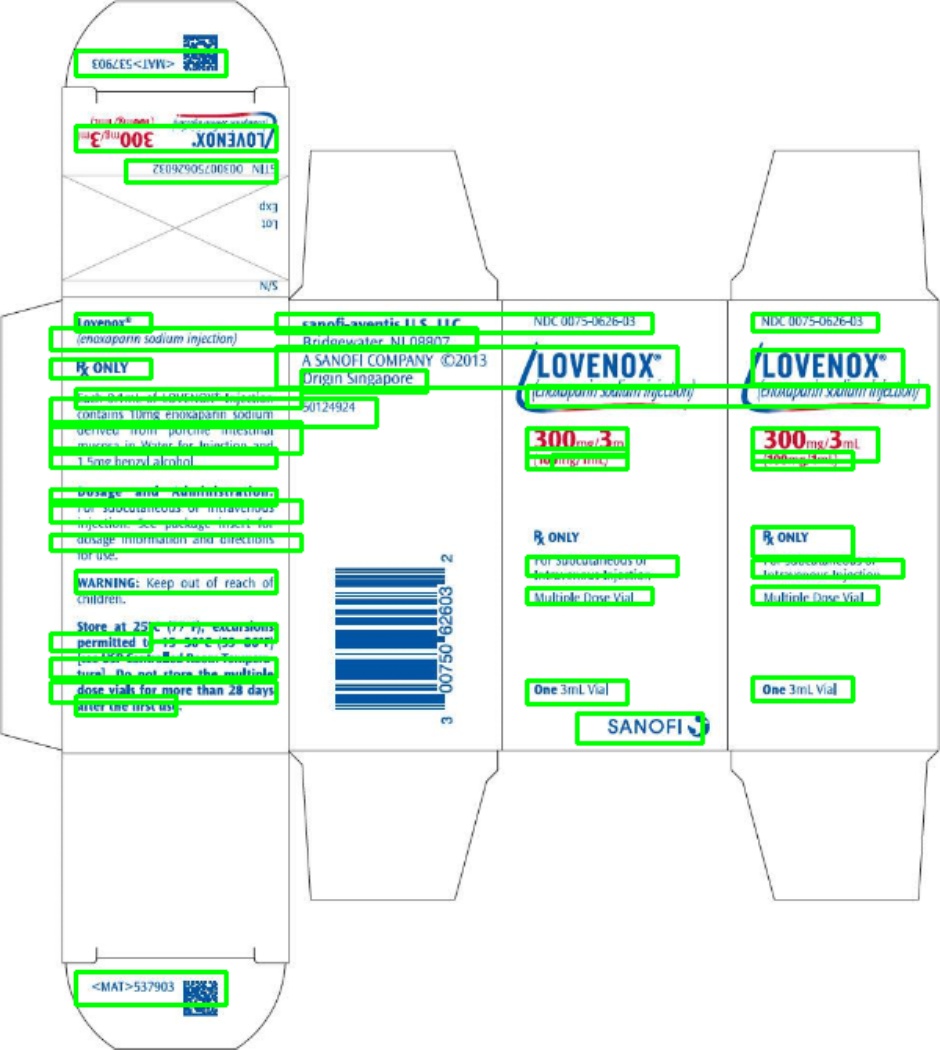 <MAT>537903
LOVENOX®
300mg/3mL
STIN 00300750626032
Lot
Exp
S/N
Lovenox®
(enoxaparin sodium injection)
℞ ONLY
Each 0.1mL of LOVENOX® Injection
contains 10mg enoxaparin sodium
derived from porcine intestinal
mucosa in Water for Injection and
1.5mg benzyl alcohol.
Dosage and Administration:
For subcutaneous or intravenous
injection. See package insert for
dosage information and directions
for use.
WARNING: Keep out of reach of
children.
Store at 25°C (77°F); excursions
permitted to 15-30°C (59-86°F)
[see USP Controlled Room Tempera-
ture]. Do not store the multiple
dose vials for more than 28 days
after the first use.
sanofi-aventis U.S. LLC
Bridgewater, NJ 08807
A SANOFI COMPANY ©2013
Origin Singapore
50124924
3 00750 62603 2
NDC 0075-0626-03
LOVENOX®
(enoxaparin sodium injection)
300mg/3m
(100mg/1mL)
℞ ONLY
For Subcutaneous or
Intravenous Injection
Multiple Dose Vial
One 3mL Vial
SANOFI
NDC 0075-0626-03
LOVENOX®
(enoxaparin sodium injection)
300mg/3mL
(100mg/1mL)
℞ ONLY
For Subcutaneous or
Intravenous Injection
Multiple Dose Vial
One 3mL Vial
<MAT>537903